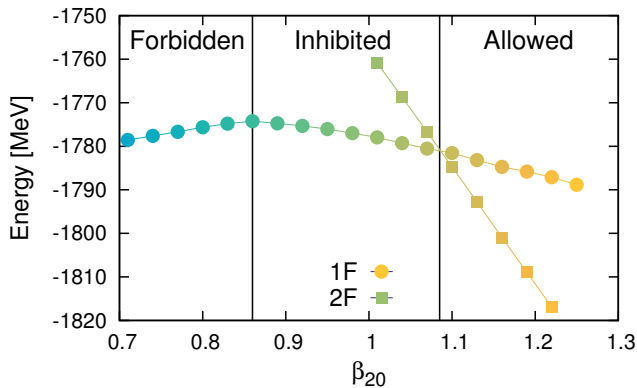 Forbidden Inhibited Allowed
-1750
-1760
-1770
-1780
-1790
-1800
-1810
-1820
Energy [MeV]
1F
2F
0.7 0.8 0.9 1 1.1 1.2 1.3
β20